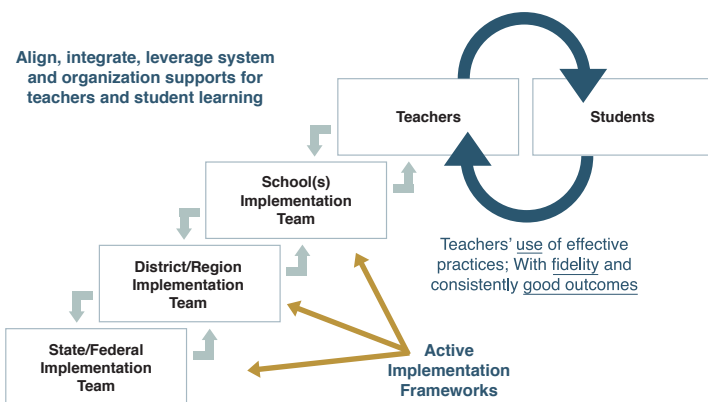 Align, integrate, leverage system
and organization supports for
teachers and student learning
Teachers
Students
School(s)
Implementation
Team
Teachers’ use of effective
practices; With fidelity and
consistently good outcomes
District/Region
Implementation
Team
State/Federal
Implementation
Team
Active
Implementation
Frameworks